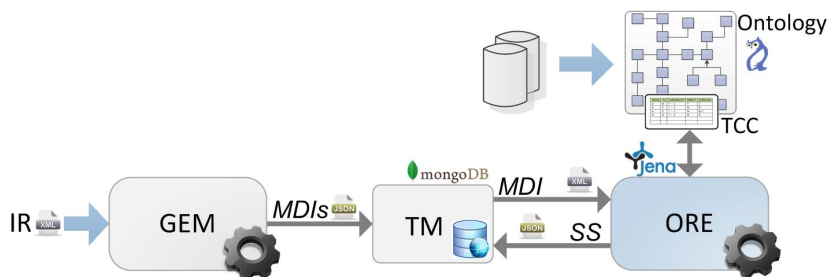 Ontology
TCC
Jena
mongoDB
IR XML
GEM
MDIs JSON
TM
MDI XML
JSON SS
ORE